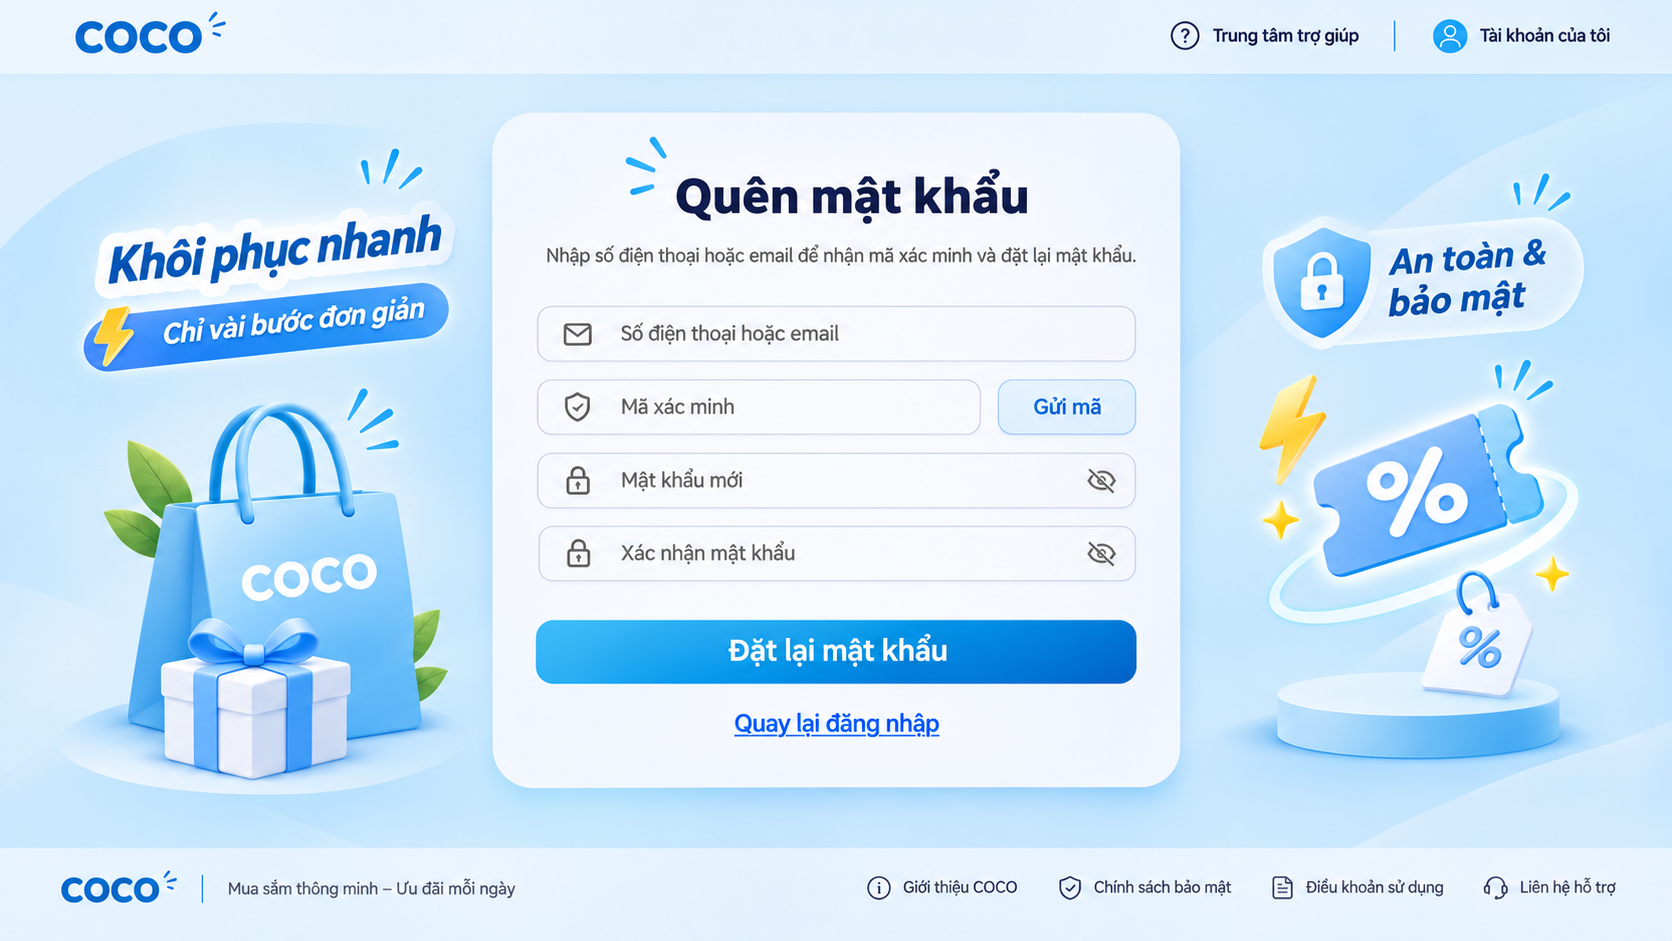 COCO
Trung tâm trợ giúp
Tài khoản của tôi
Khôi phục nhanh
Chỉ vài bước đơn giản
COCO
Quên mật khẩu
Nhập số điện thoại hoặc email để nhận mã xác minh và đặt lại mật khẩu.
Số điện thoại hoặc email
Mã xác minh
Gửi mã
Mật khẩu mới
Xác nhận mật khẩu
Đặt lại mật khẩu
Quay lại đăng nhập
An toàn &
bảo mật
%
%
COCO
Mua sắm thông minh – Ưu đãi mỗi ngày
Giới thiệu COCO
Chính sách bảo mật
Điều khoản sử dụng
Liên hệ hỗ trợ